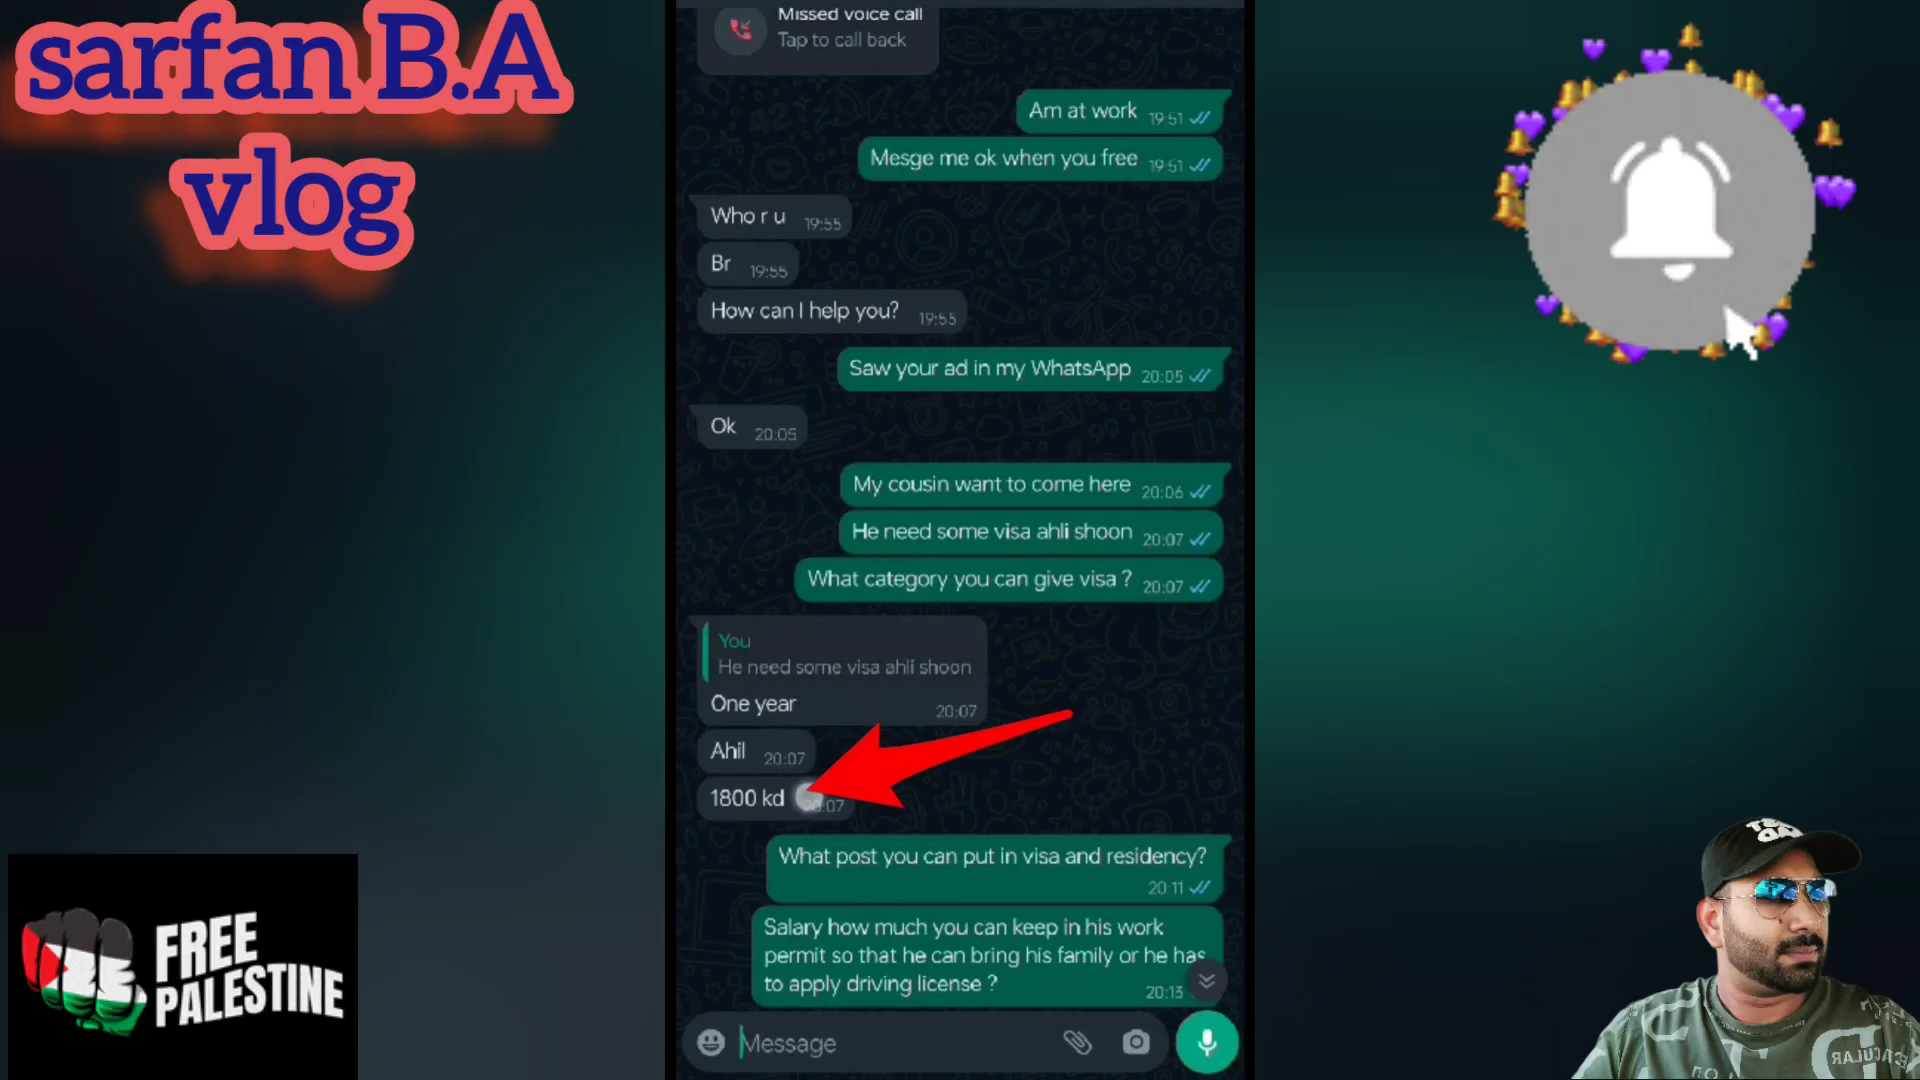 sarfan B.A
vlog
Missed voice call
Tap to call back
Am at work 19:51
Mesge me ok when you free 19:51
Who r u 19:55
Br 19:55
How can I help you? 19:55
Saw your ad in my WhatsApp 20:05
Ok 20:05
My cousin want to come here 20:06
He need some visa ahli shoon 20:07
What category you can give visa ? 20:07
You
He need some visa ahli shoon
One year 20:07
Ahil 20:07
1800 kd :07
What post you can put in visa and residency?
20:11
Salary how much you can keep in his work
permit so that he can bring his family or he has
to apply driving license ? 20:13
Message
FREE
PALESTINE